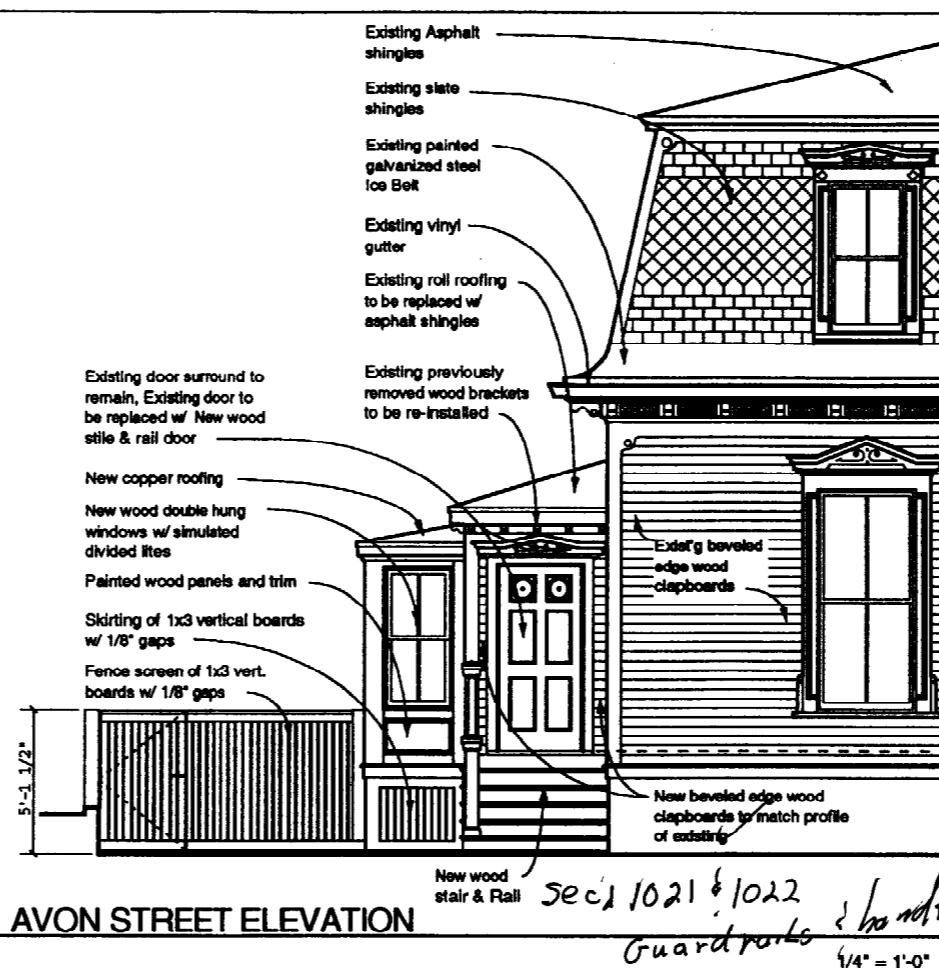 Existing Asphalt
shingles
Existing slate
shingles
Existing painted
galvanized steel
Ice Belt
Existing vinyl
gutter
Existing roll roofing
to be replaced w/
asphalt shingles
Existing previously
removed wood brackets
to be re-installed
Existing door surround to
remain, Existing door to
be replaced w/ New wood
stile & rail door
New copper roofing
New wood double hung
windows w/ simulated
divided lites
Painted wood panels and trim
Skirting of 1x3 vertical boards
w/ 1/8" gaps
Fence screen of 1x3 vert.
boards w/ 1/8" gaps
Exist'g beveled
edge wood
clapboards
5'-1 1/2"
New beveled edge wood
clapboards to match profile
of existing
New wood
stair & Rail
1021 & 1022
Guardrails &
AVON STREET ELEVATION
1/4" = 1'-0"